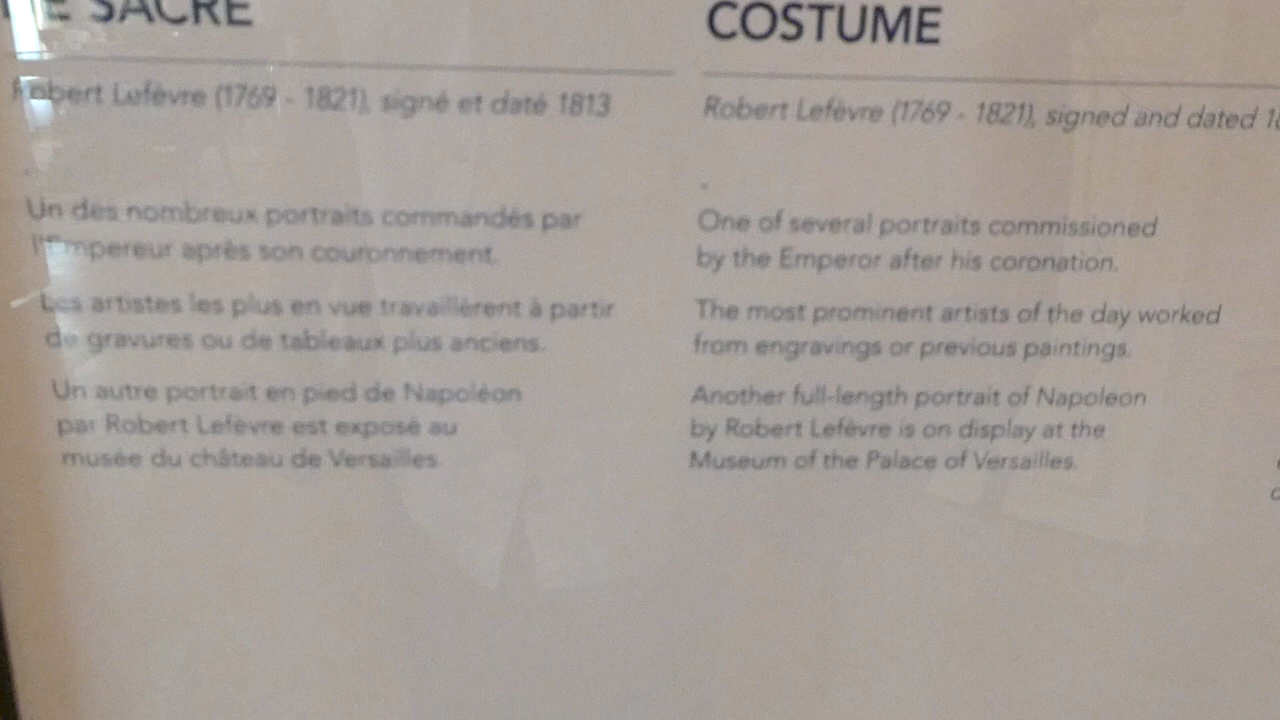 SACRE
Robert Lefèvre (1769 - 1821), signé et daté 1813
Un des nombreux portraits commandés par
l'Empereur après son couronnement.
Les artistes les plus en vue travaillèrent à partir
de gravures ou de tableaux plus anciens.
Un autre portrait en pied de Napoléon
par Robert Lefèvre est exposé au
musée du château de Versailles
COSTUME
Robert Lefèvre (1769 - 1821), signed and dated
One of several portraits commissioned
by the Emperor after his coronation.
The most prominent artists of the day worked
from engravings or previous paintings.
Another full-length portrait of Napoleon
by Robert Lefèvre is on display at the
Museum of the Palace of Versailles.